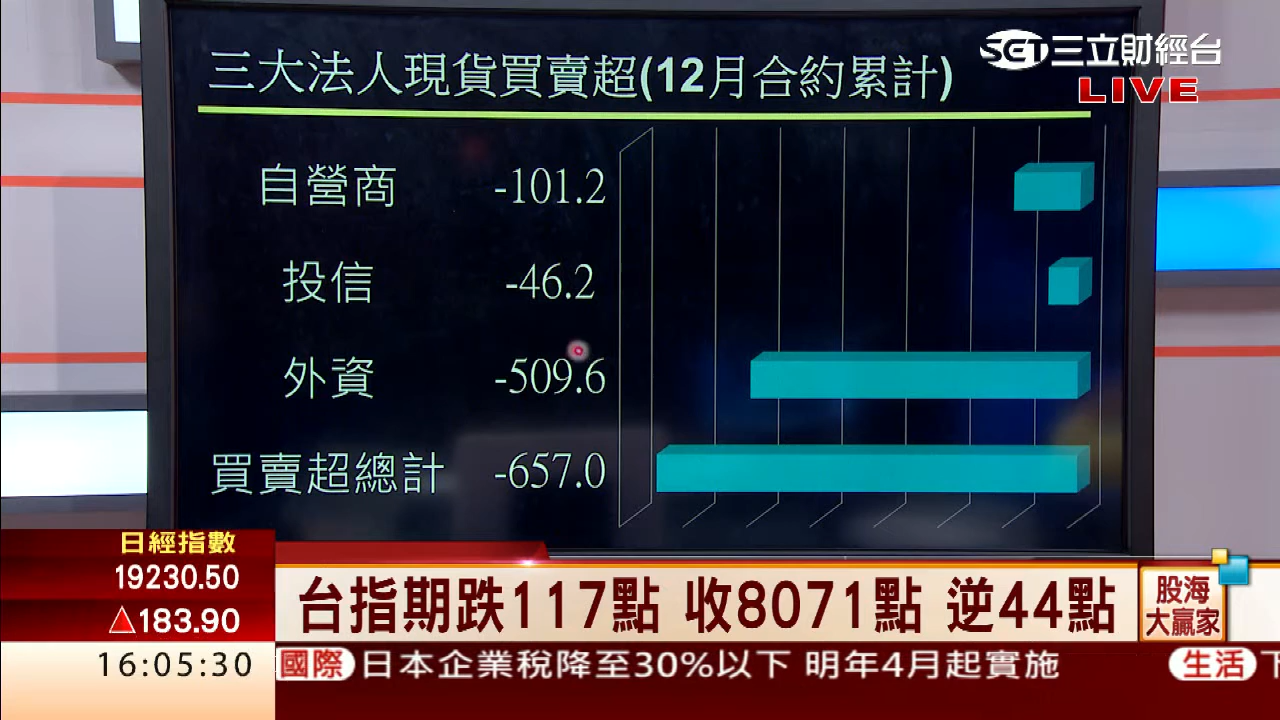 三大法人現貨買賣超(12月合約累計)
SET三立財經台
LIVE
自營商 -101.2
投信 -46.2
外資 -509.6
買賣超總計 -657.0
日經指數
19230.50
△183.90
16:05:30
台指期跌117點 收8071點 逆44點
股海
大贏家
國際 日本企業稅降至30%以下 明年4月起實施
生活